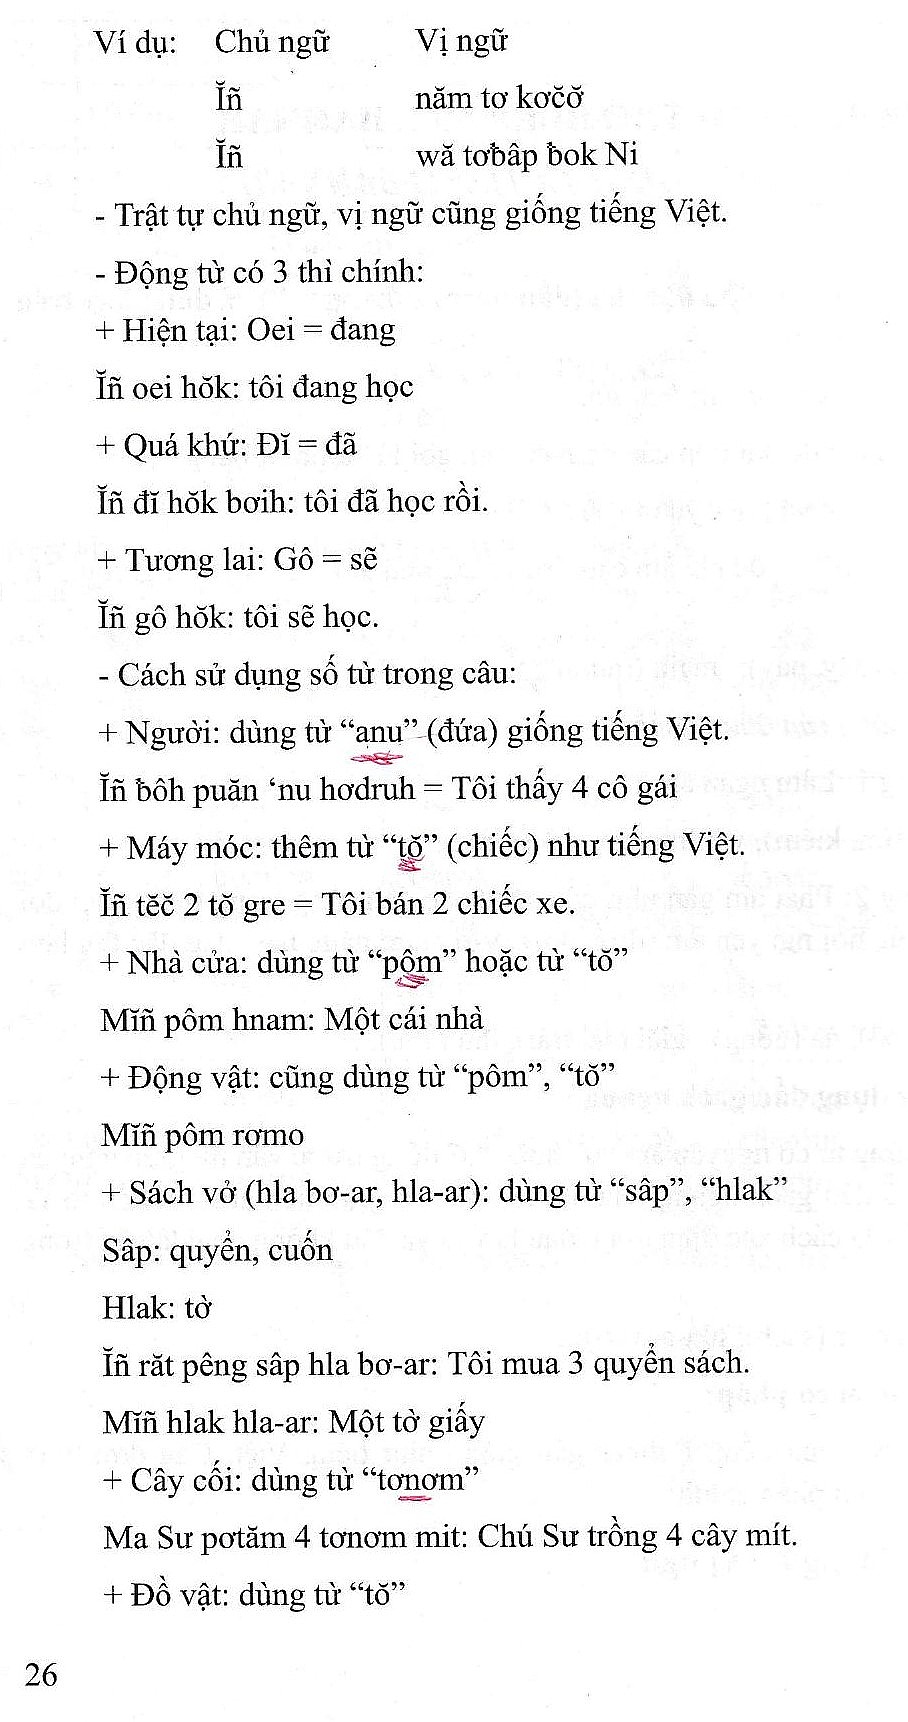 Ví dụ: Chủ ngữ Vị ngữ
Ĭñ năm tơ kơčơ̆
Ĭñ wă tơƀâp ƀok Ni
- Trật tự chủ ngữ, vị ngữ cũng giống tiếng Việt.
- Động từ có 3 thì chính:
+ Hiện tại: Oei = đang
Ĭñ oei hŏk: tôi đang học
+ Quá khứ: Đĭ = đã
Ĭñ đĭ hŏk bơih: tôi đã học rồi.
+ Tương lai: Gô = sẽ
Ĭñ gô hŏk: tôi sẽ học.
- Cách sử dụng số từ trong câu:
+ Người: dùng từ “anu” (đứa) giống tiếng Việt.
Ĭñ ƀôh puăn ‘nu hơdruh = Tôi thấy 4 cô gái
+ Máy móc: thêm từ “tŏ” (chiếc) như tiếng Việt.
Ĭñ tĕč 2 tŏ gre = Tôi bán 2 chiếc xe.
+ Nhà cửa: dùng từ “pôm” hoặc từ “tŏ”
Mĭñ pôm hnam: Một cái nhà
+ Động vật: cũng dùng từ “pôm”, “tŏ”
Mĭñ pôm rơmo
+ Sách vở (hla bơ-ar, hla-ar): dùng từ “sâp”, “hlak”
Sâp: quyển, cuốn
Hlak: tờ
Ĭñ răt pêng sâp hla bơ-ar: Tôi mua 3 quyển sách.
Mĭñ hlak hla-ar: Một tờ giấy
+ Cây cối: dùng từ “tơnơm”
Ma Sư pơtăm 4 tơnơm mit: Chú Sư trồng 4 cây mít.
+ Đồ vật: dùng từ “tŏ”
26